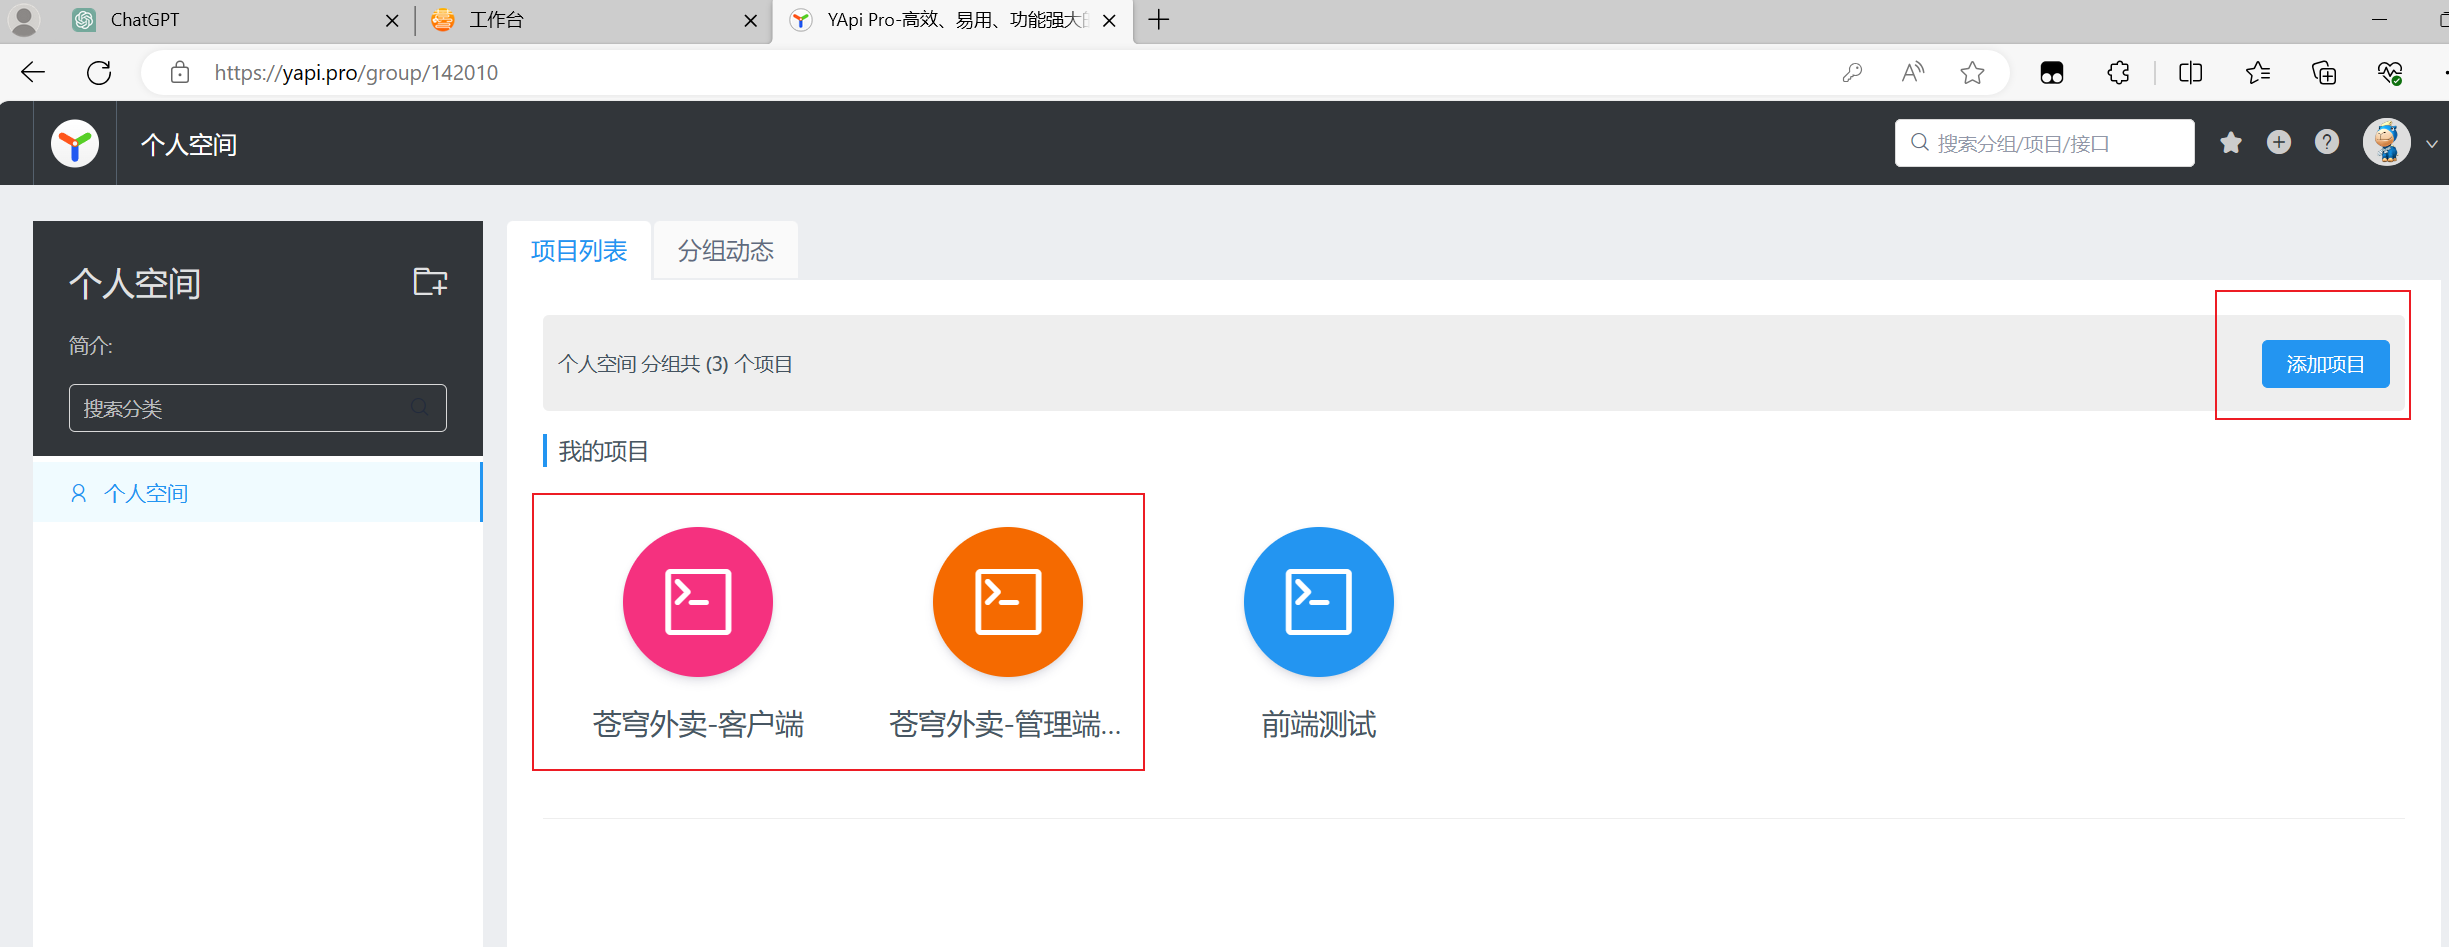 ChatGPT
工作台
YApi Pro-高效、易用、功能强大的
https://yapi.pro/group/142010
个人空间
搜索分组/项目/接口
个人空间
简介:
搜索分类
个人空间
项目列表
分组动态
个人空间 分组共 (3) 个项目
添加项目
我的项目
苍穹外卖-客户端
苍穹外卖-管理端...
前端测试